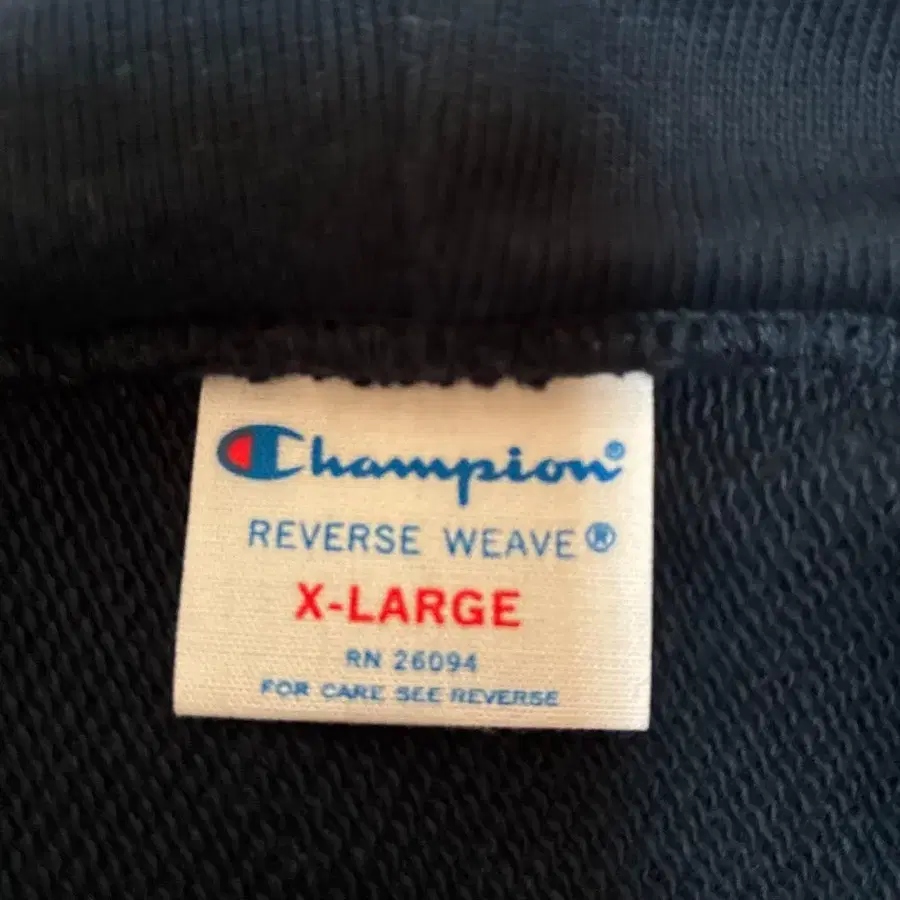 Champion®
REVERSE WEAVE®
X-LARGE
RN 26094
FOR CARE SEE REVERSE